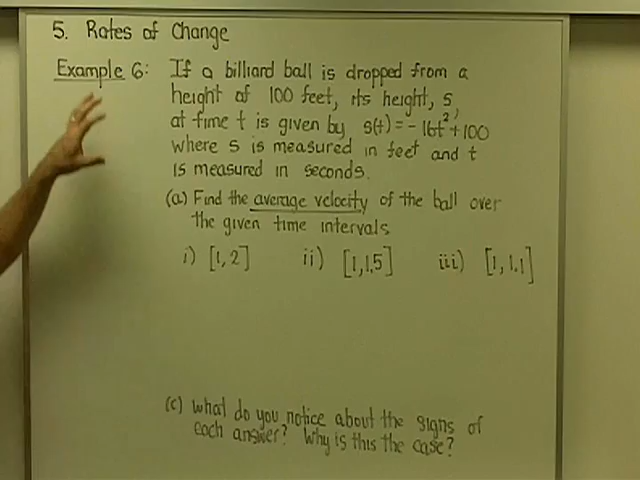 5. Rates of Change
Example 6: If a billiard ball is dropped from a
height of 100 feet, its height, s,
at time t is given by s(t) = -16t²+100
where s is measured in feet and t
is measured in seconds.
(a) Find the average velocity of the ball over
the given time intervals
i) [1, 2] ii) [1, 1.5] iii) [1, 1.1]
(c) what do you notice about the signs of
each answer? Why is this the case?